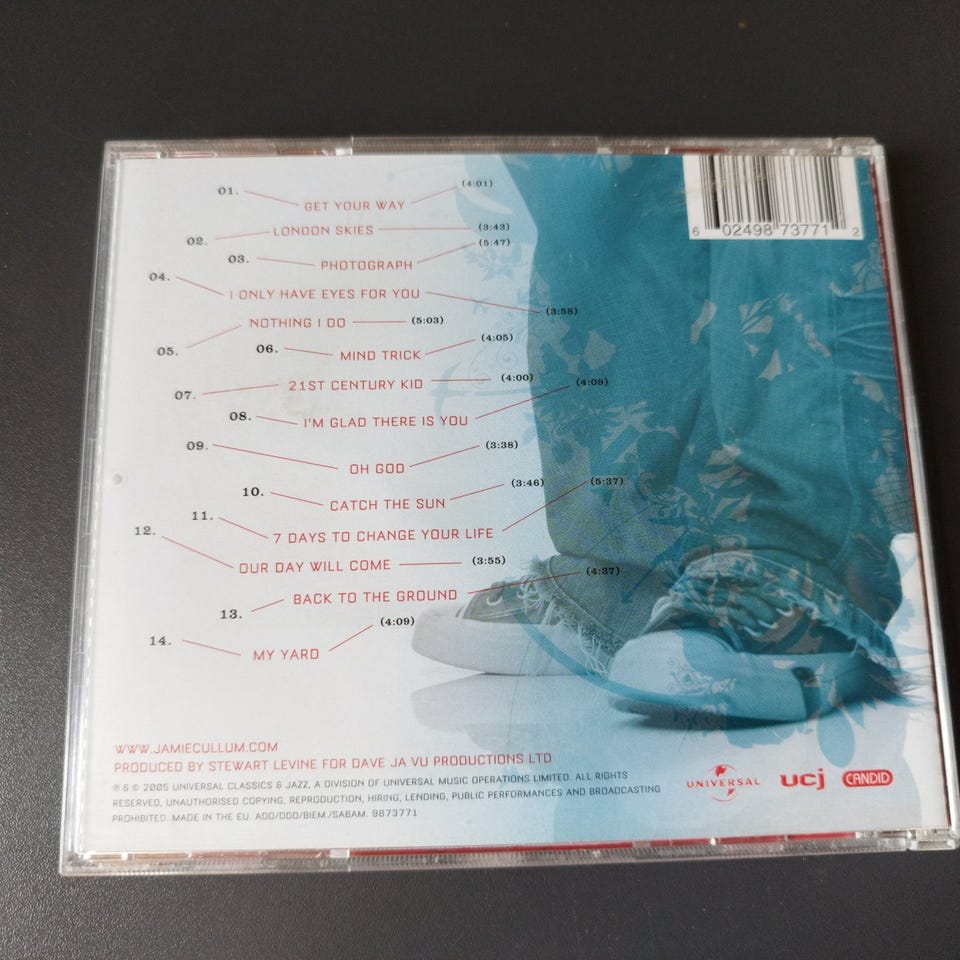 01. GET YOUR WAY (4:01)
02. LONDON SKIES (3:43)
03. PHOTOGRAPH (5:47)
04. I ONLY HAVE EYES FOR YOU (3:58)
05. NOTHING I DO (5:03)
06. MIND TRICK (4:05)
07. 21ST CENTURY KID (4:00)
08. I'M GLAD THERE IS YOU (4:09)
09. OH GOD (3:38)
10. CATCH THE SUN (3:46)
11. 7 DAYS TO CHANGE YOUR LIFE (5:37)
12. OUR DAY WILL COME (3:55)
13. BACK TO THE GROUND (4:37)
14. MY YARD (4:09)
6 02498 73771 2
WWW.JAMIECULLUM.COM
PRODUCED BY STEWART LEVINE FOR DAVE JA VU PRODUCTIONS LTD
℗ & © 2005 UNIVERSAL CLASSICS & JAZZ, A DIVISION OF UNIVERSAL MUSIC OPERATIONS LIMITED. ALL RIGHTS
RESERVED, UNAUTHORISED COPYING, REPRODUCTION, HIRING, LENDING, PUBLIC PERFORMANCES AND BROADCASTING
PROHIBITED. MADE IN THE EU. ADD/DDD/BIEM/SABAM. 9873771
UNIVERSAL ucj CANDID